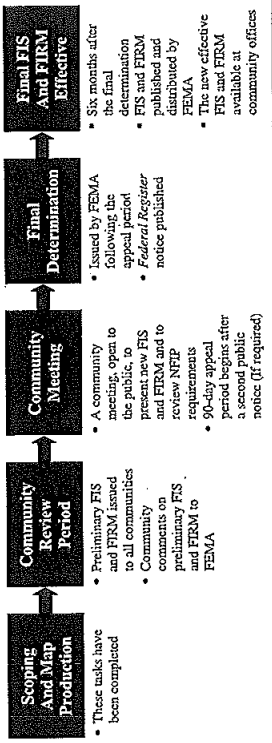 Scoping
And Map
Production
• These tasks have
been completed
Community
Review
Period
• Preliminary FIS
and FIRM issued
to all communities
• Community
comments on
preliminary FIS
and FIRM to
FEMA
Community
Meeting
• A community
meeting, open to
the public, to
present new FIS
and FIRM and to
review NFIP
requirements
• 90-day appeal
period begins after
a second public
notice (If required)
Final
Determination
• Issued by FEMA
following the
appeal period
• Federal Register
notice published
Final FIS
And FIRM
Effective
• Six months after
the final
determination
• FIS and FIRM
published and
distributed by
FEMA
• The new effective
FIS and FIRM
available at
community offices